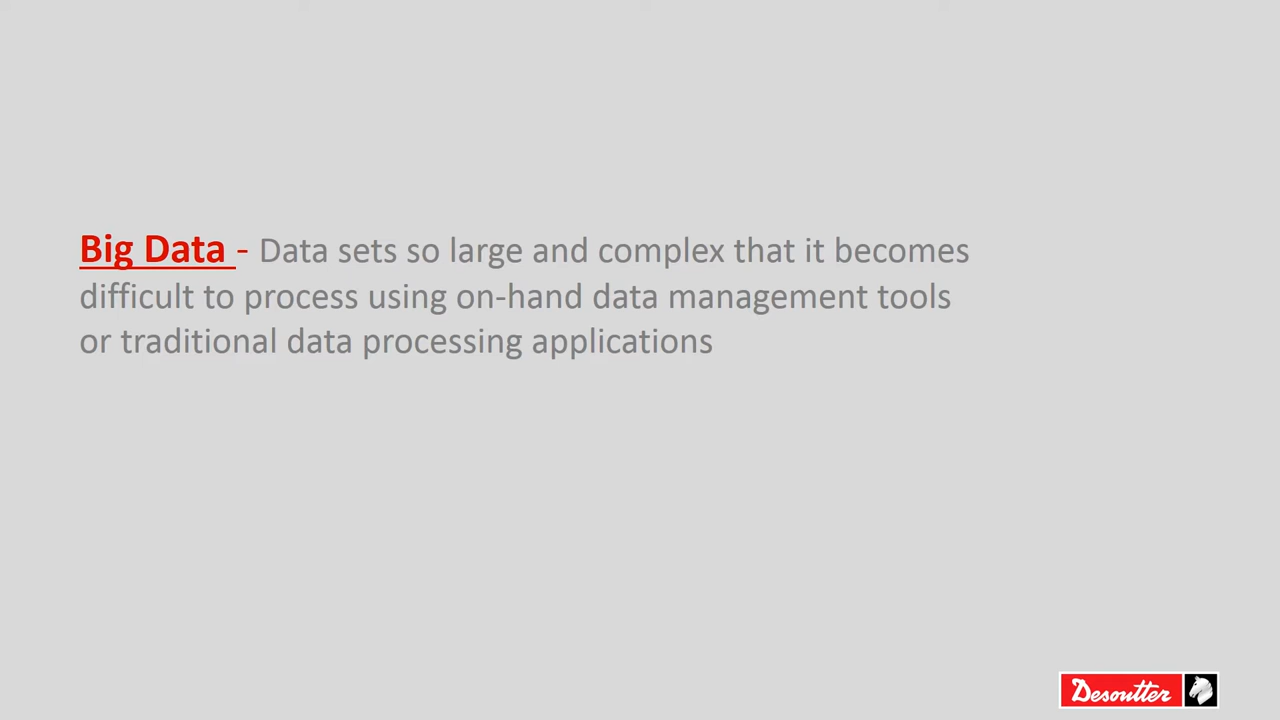 Big Data - Data sets so large and complex that it becomes
difficult to process using on-hand data management tools
or traditional data processing applications
Desoutter